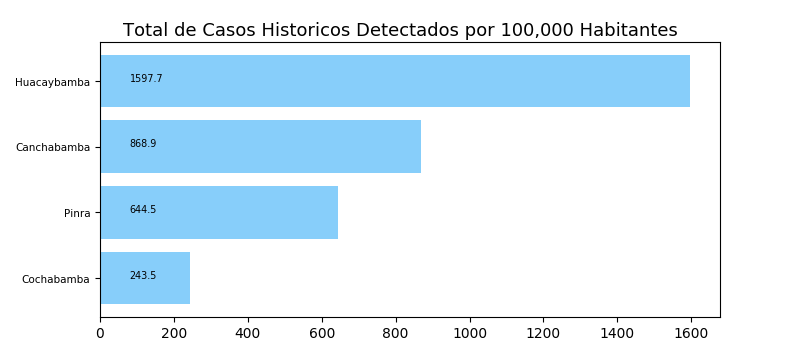 Total de Casos Historicos Detectados por 100,000 Habitantes
Huacaybamba 1597.7
Canchabamba 868.9
Pinra 644.5
Cochabamba 243.5
0 200 400 600 800 1000 1200 1400 1600